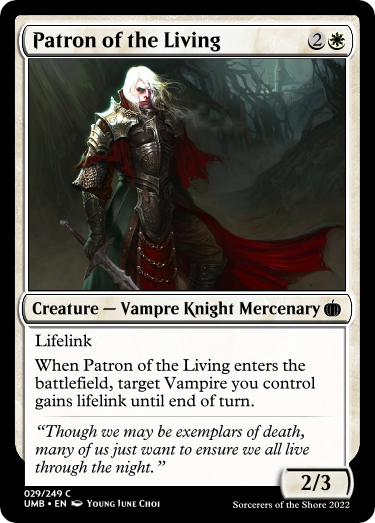 Patron of the Living 2
Creature — Vampre Knight Mercenary
Lifelink
When Patron of the Living enters the
battlefield, target Vampire you control
gains lifelink until end of turn.
“Though we may be exemplars of death,
many of us just want to ensure we all live
through the night.”
2/3
029/249 C
UMB • EN Young June Choi
Sorcerers of the Shore 2022